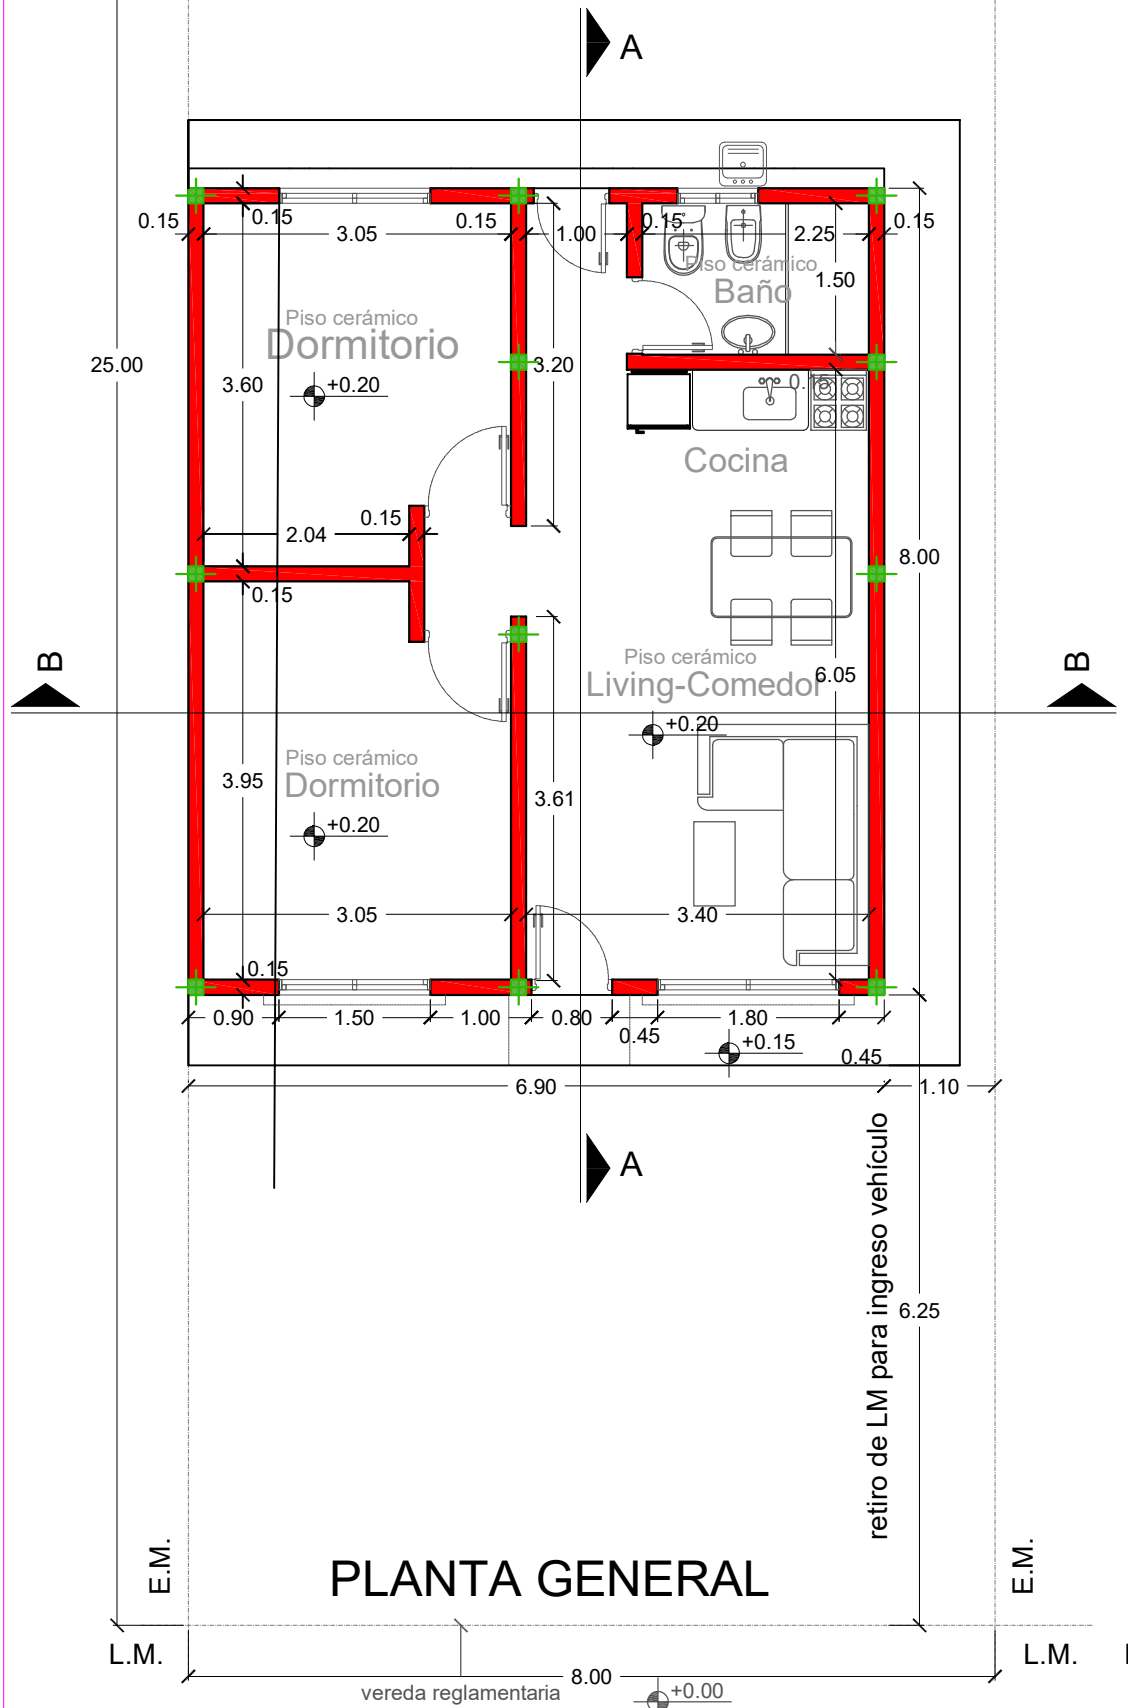 A
0.15
0.15
3.05
0.15
1.00
0.15
2.25
0.15
Piso cerámico
Baño
1.50
Piso cerámico
Dormitorio
25.00
3.60
+0.20
3.20
0.15
Cocina
0.15
2.04
8.00
0.15
B
B
Piso cerámico
Living-Comedor
6.05
+0.20
Piso cerámico
Dormitorio
3.95
3.61
+0.20
3.05
3.40
0.15
0.90
1.50
1.00
0.80
0.45
1.80
+0.15
0.45
6.90
1.10
A
retiro de LM para ingreso vehículo
6.25
E.M.
PLANTA GENERAL
E.M.
L.M.
L.M.
8.00
vereda reglamentaria
+0.00